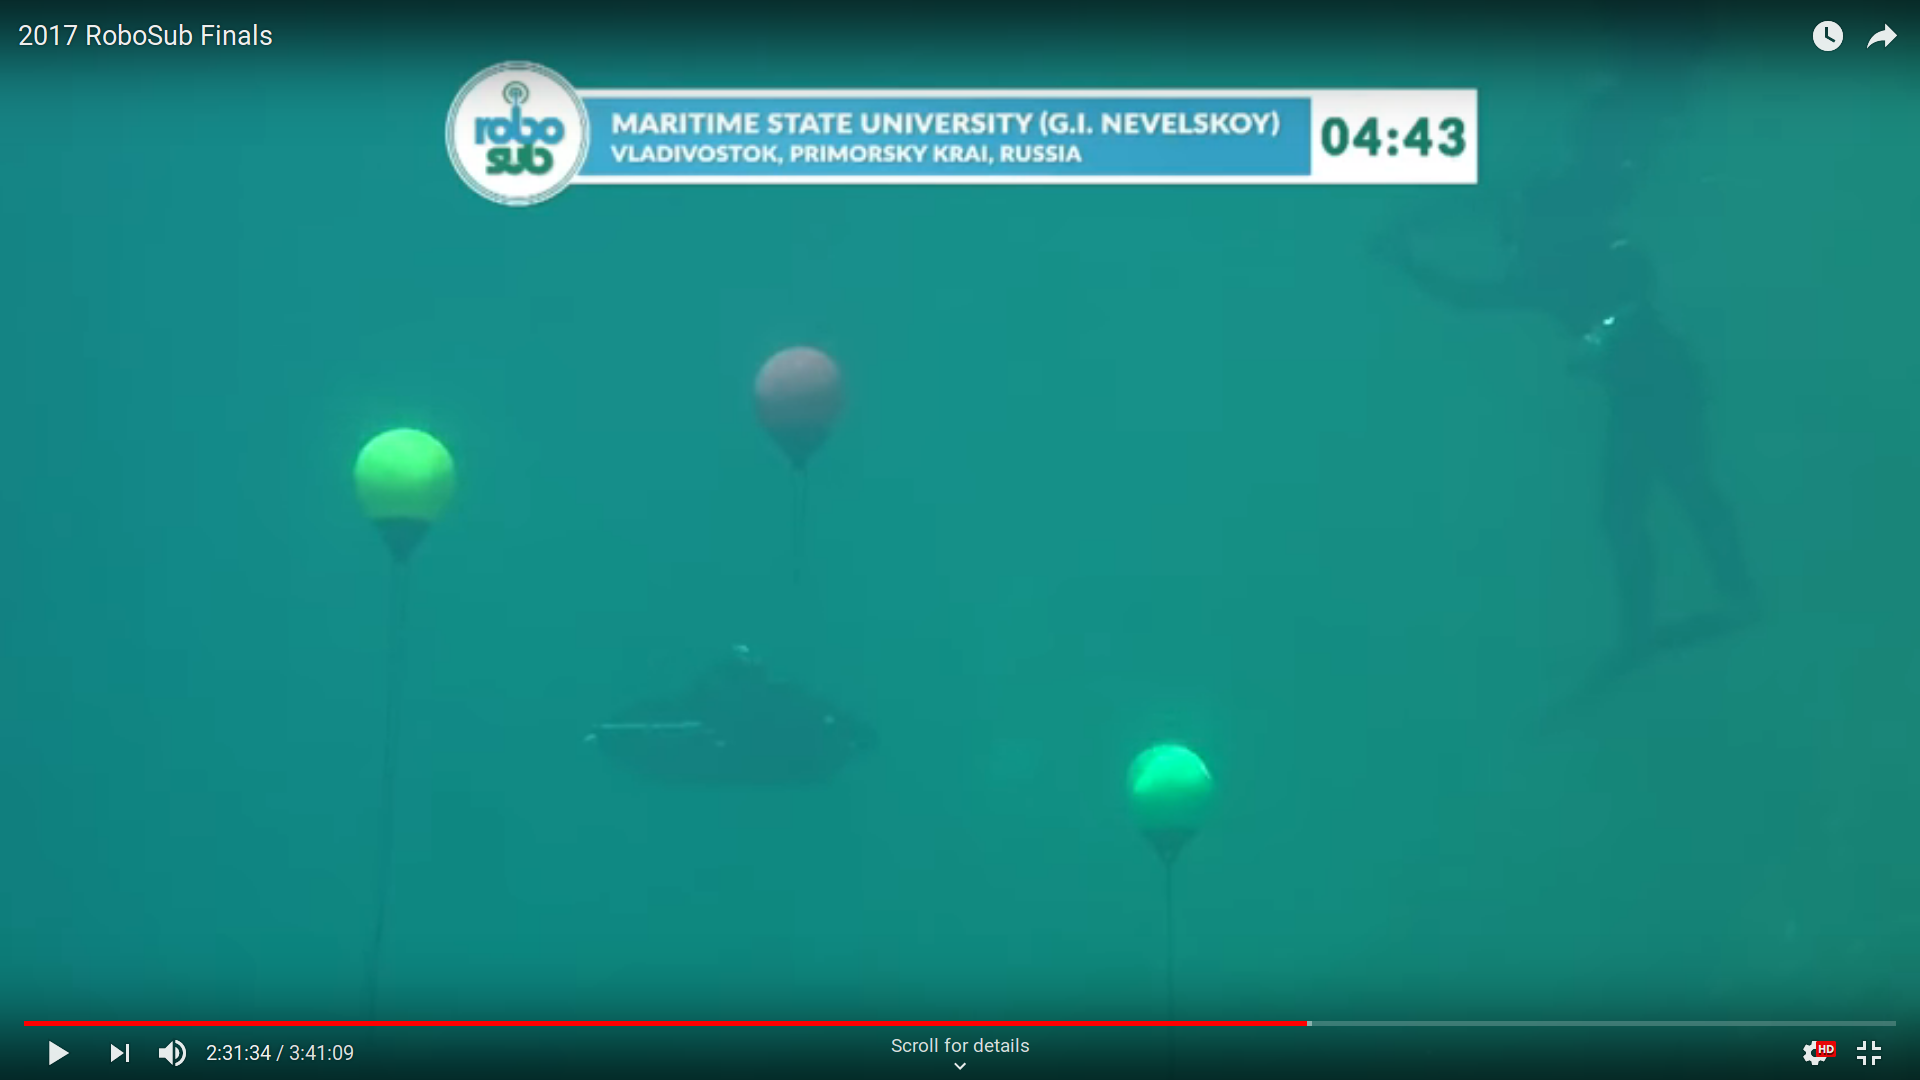 2017 RoboSub Finals
robo
sub
MARITIME STATE UNIVERSITY (G.I. NEVELSKOY)
VLADIVOSTOK, PRIMORSKY KRAI, RUSSIA
04:43
2:31:34 / 3:41:09
Scroll for details
HD